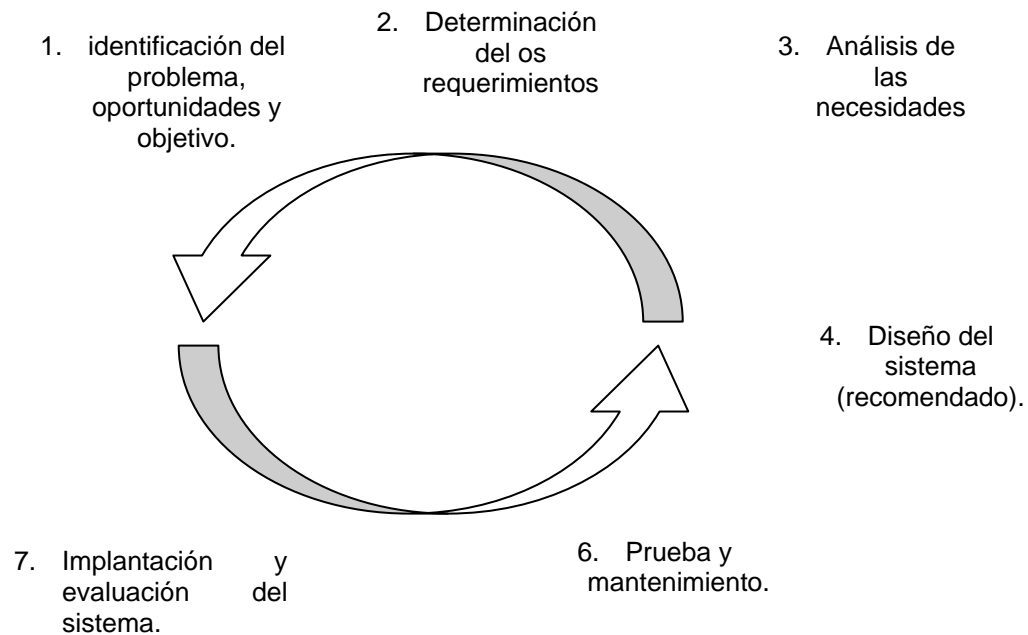 1. identificación del
problema,
oportunidades y
objetivo.
2. Determinación
del os
requerimientos
3. Análisis de
las
necesidades
4. Diseño del
sistema
(recomendado).
6. Prueba y
mantenimiento.
7. Implantación y
evaluación del
sistema.